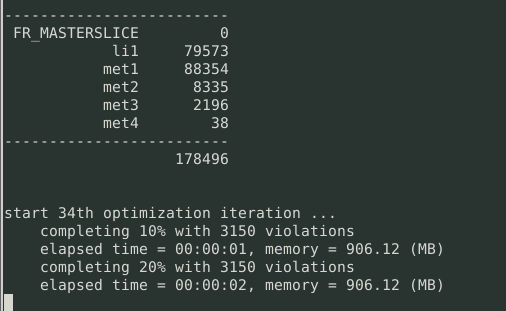 -------------------------
FR_MASTERSLICE 0
li1 79573
met1 88354
met2 8335
met3 2196
met4 38
-------------------------
178496
start 34th optimization iteration ...
completing 10% with 3150 violations
elapsed time = 00:00:01, memory = 906.12 (MB)
completing 20% with 3150 violations
elapsed time = 00:00:02, memory = 906.12 (MB)